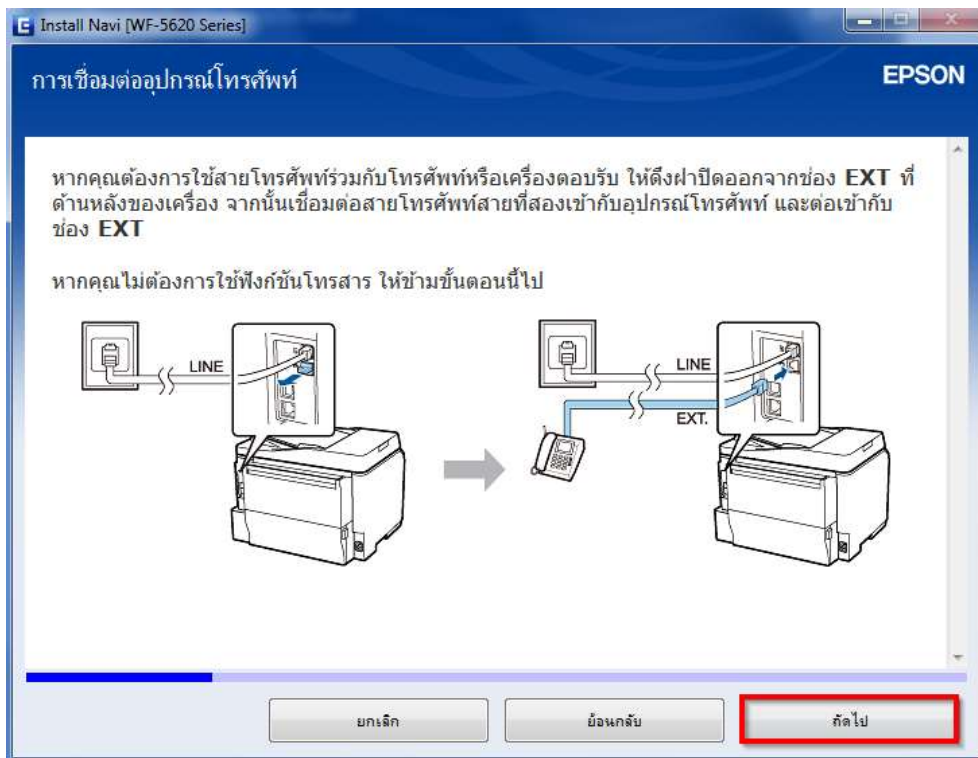 Install Navi [WF-5620 Series]
การเชื่อมต่ออุปกรณ์โทรศัพท์
EPSON
หากคุณต้องการใช้สายโทรศัพท์ร่วมกับโทรศัพท์หรือเครื่องตอบรับ ให้ดึงฝาปิดออกจากช่อง EXT ที่
ด้านหลังของเครื่อง จากนั้นเชื่อมต่อสายโทรศัพท์สายที่สองเข้ากับอุปกรณ์โทรศัพท์ และต่อเข้ากับ
ช่อง EXT
หากคุณไม่ต้องการใช้ฟังก์ชันโทรสาร ให้ข้ามขั้นตอนนี้ไป
LINE
LINE
EXT.
ยกเลิก
ย้อนกลับ
ถัดไป